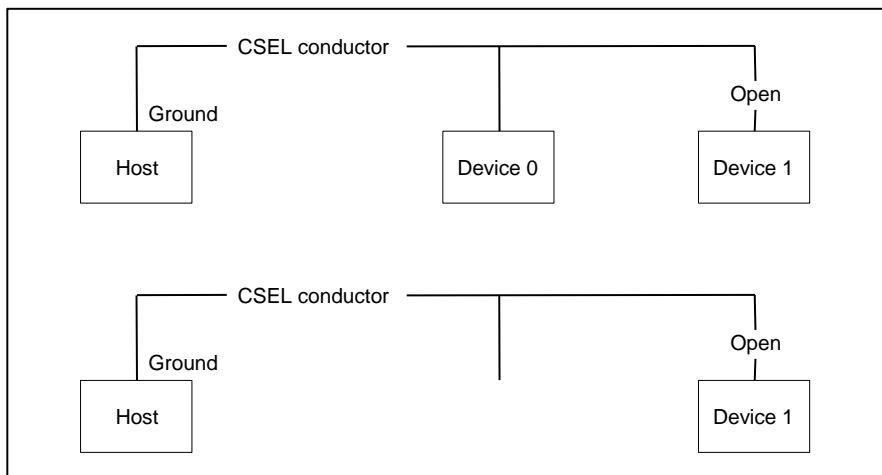 CSEL conductor
Ground
Open
Host
Device 0
Device 1
CSEL conductor
Ground
Open
Host
Device 1